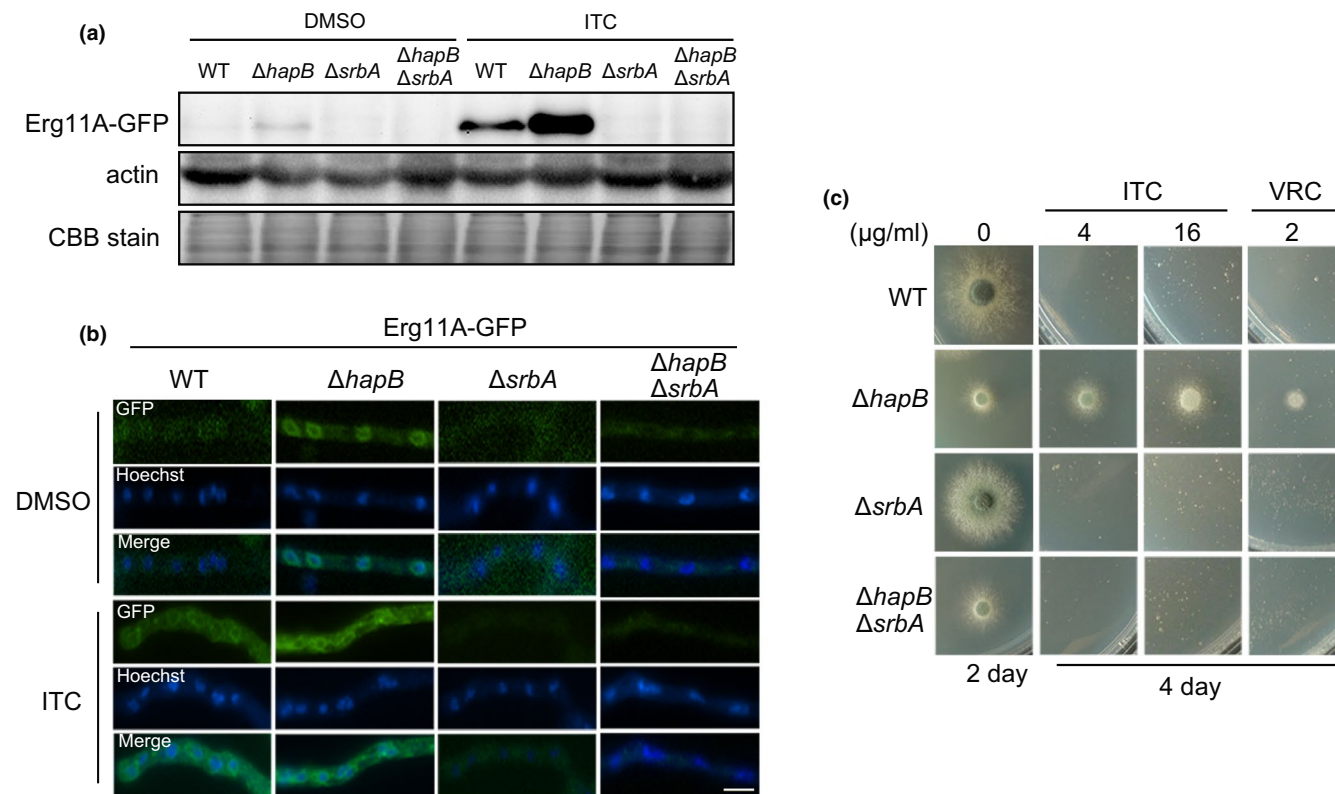 (a)
DMSO ITC
WT ΔhapB ΔsrbA ΔhapB ΔsrbA WT ΔhapB ΔsrbA ΔhapB ΔsrbA
Erg11A-GFP
actin
CBB stain
(b)
Erg11A-GFP
WT ΔhapB ΔsrbA ΔhapB ΔsrbA
DMSO
GFP
Hoechst
Merge
ITC
GFP
Hoechst
Merge
(c)
ITC VRC
(μg/ml) 0 4 16 2
WT
ΔhapB
ΔsrbA
ΔhapB
ΔsrbA
2 day
4 day